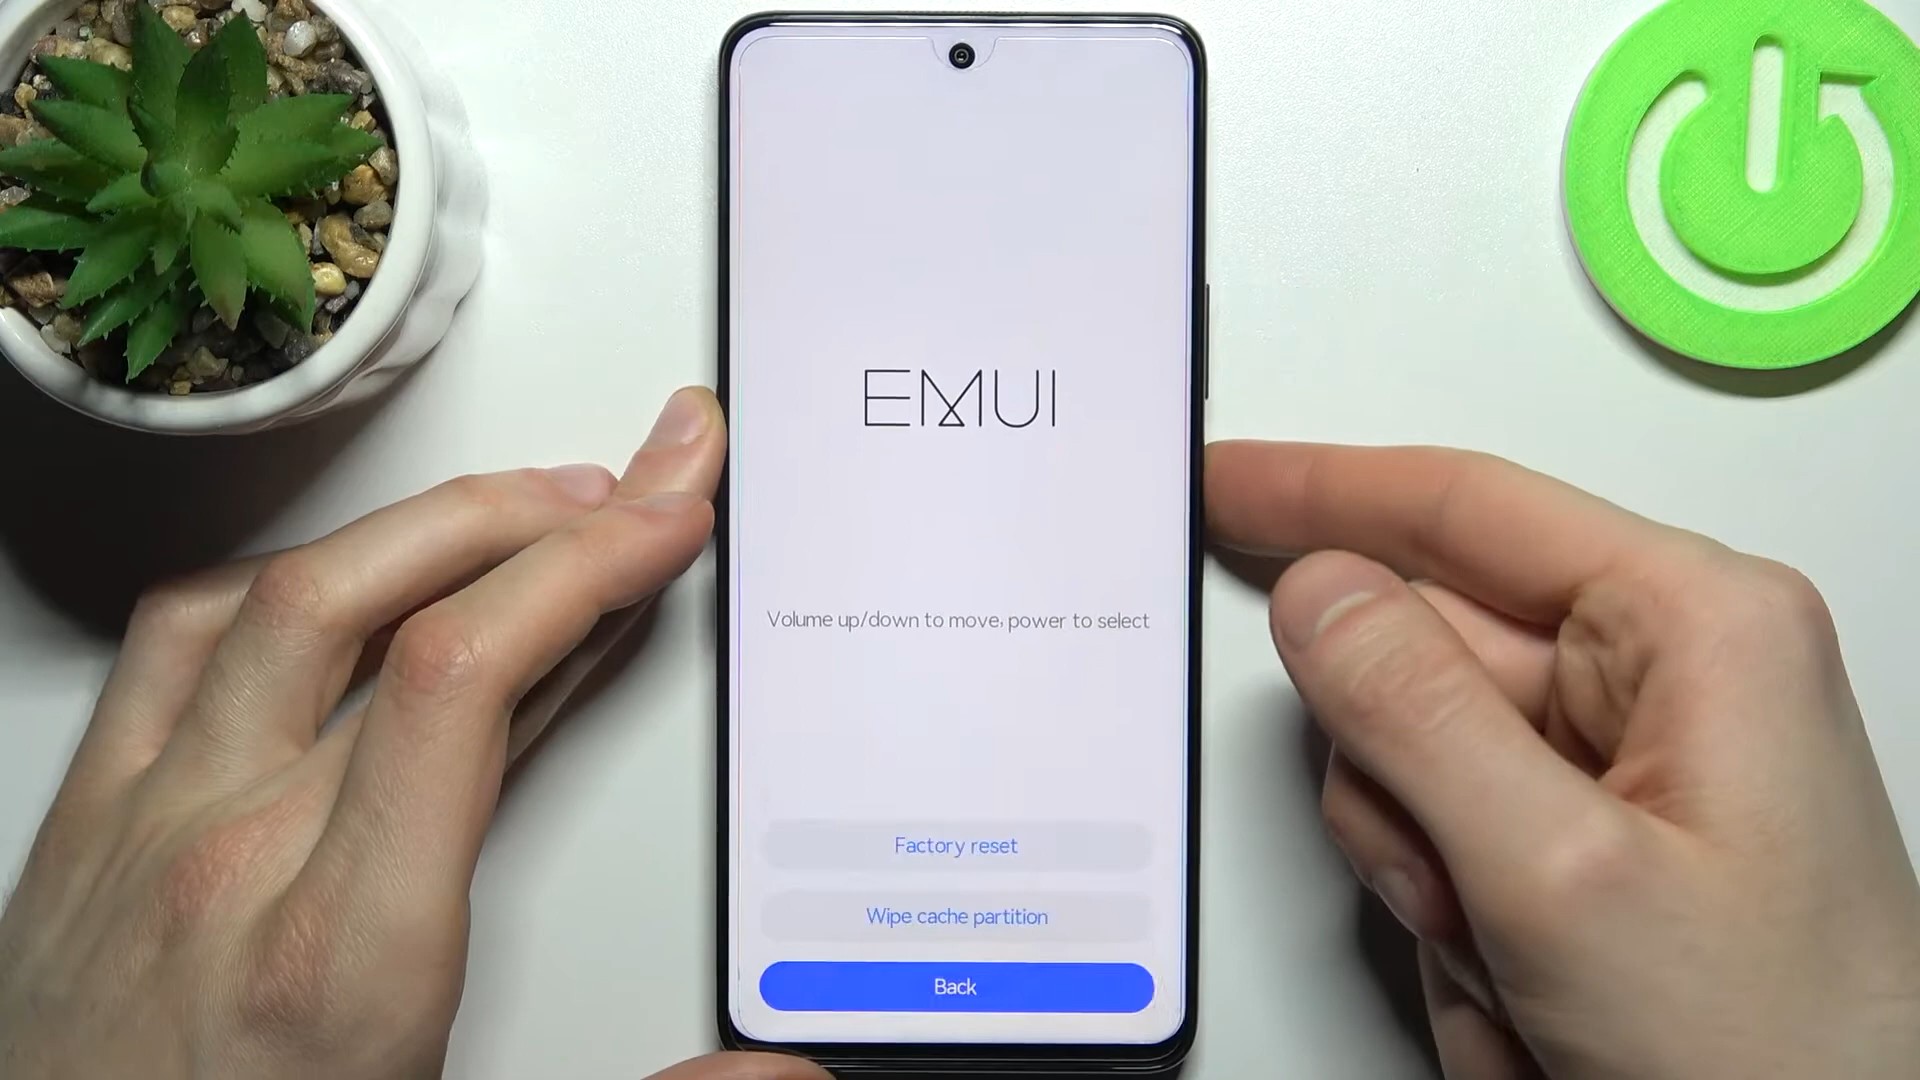 EMUI
Volume up/down to move, power to select
Factory reset
Wipe cache partition
Back